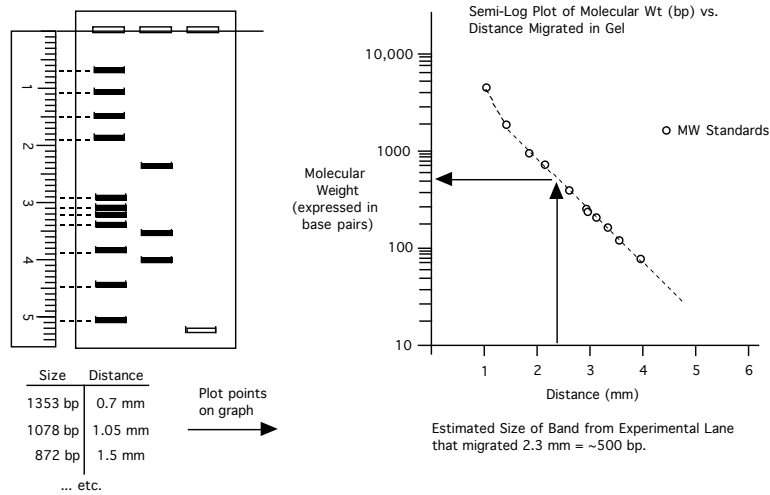 1
2
3
4
5
Size Distance
1353 bp 0.7 mm
1078 bp 1.05 mm
872 bp 1.5 mm
... etc.
Plot points
on graph
Semi-Log Plot of Molecular Wt (bp) vs.
Distance Migrated in Gel
10,000
1000
100
10
Molecular
Weight
(expressed in
base pairs)
MW Standards
1 2 3 4 5 6
Distance (mm)
Estimated Size of Band from Experimental Lane
that migrated 2.3 mm = ~500 bp.